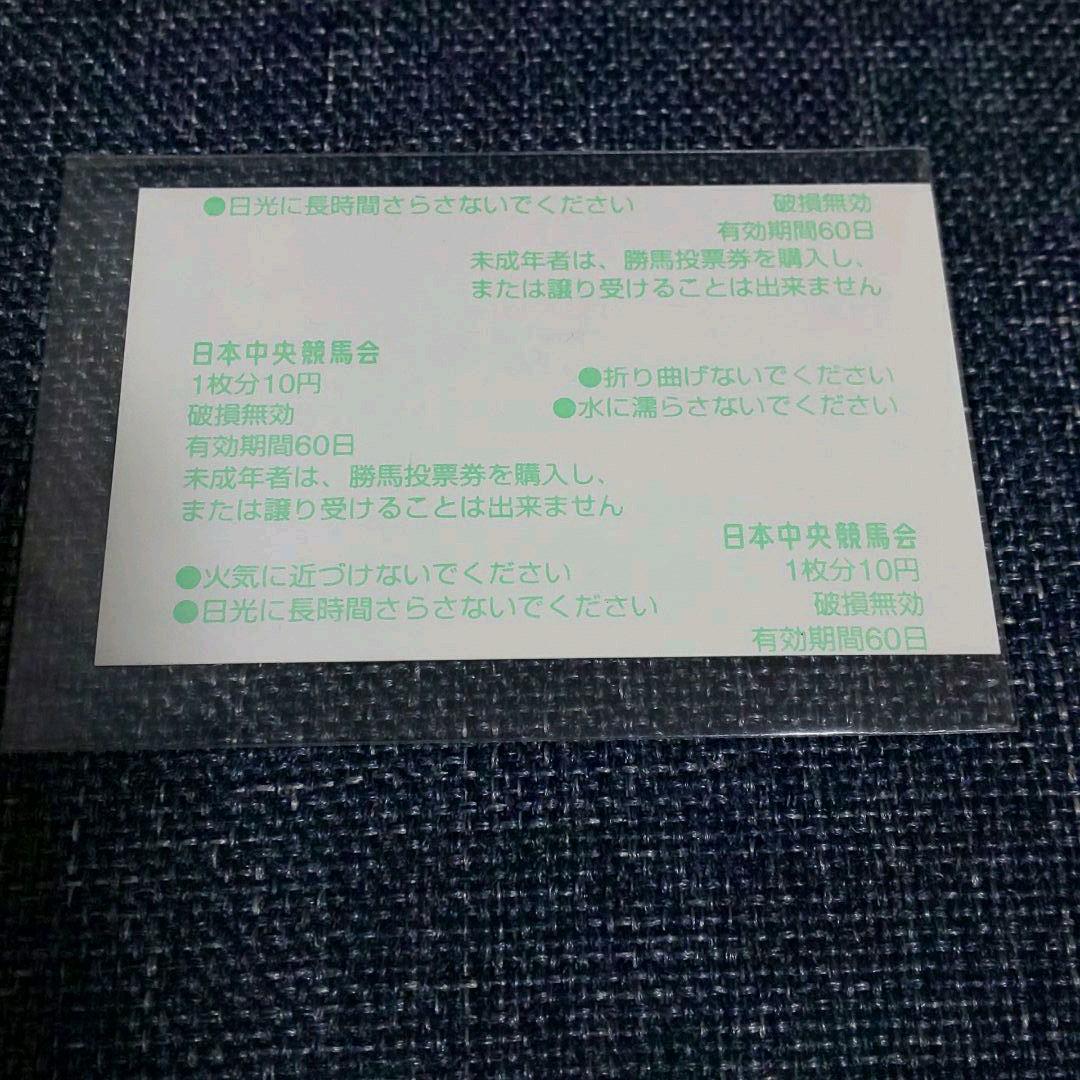 ●日光に長時間さらさないでください
破損無効
有効期間60日
未成年者は、勝馬投票券を購入し、
または譲り受けることは出来ません
日本中央競馬会
1枚分10円
破損無効
有効期間60日
未成年者は、勝馬投票券を購入し、
または譲り受けることは出来ません
●折り曲げないでください
●水に濡らさないでください
●火気に近づけないでください
●日光に長時間さらさないでください
日本中央競馬会
1枚分10円
破損無効
有効期間60日